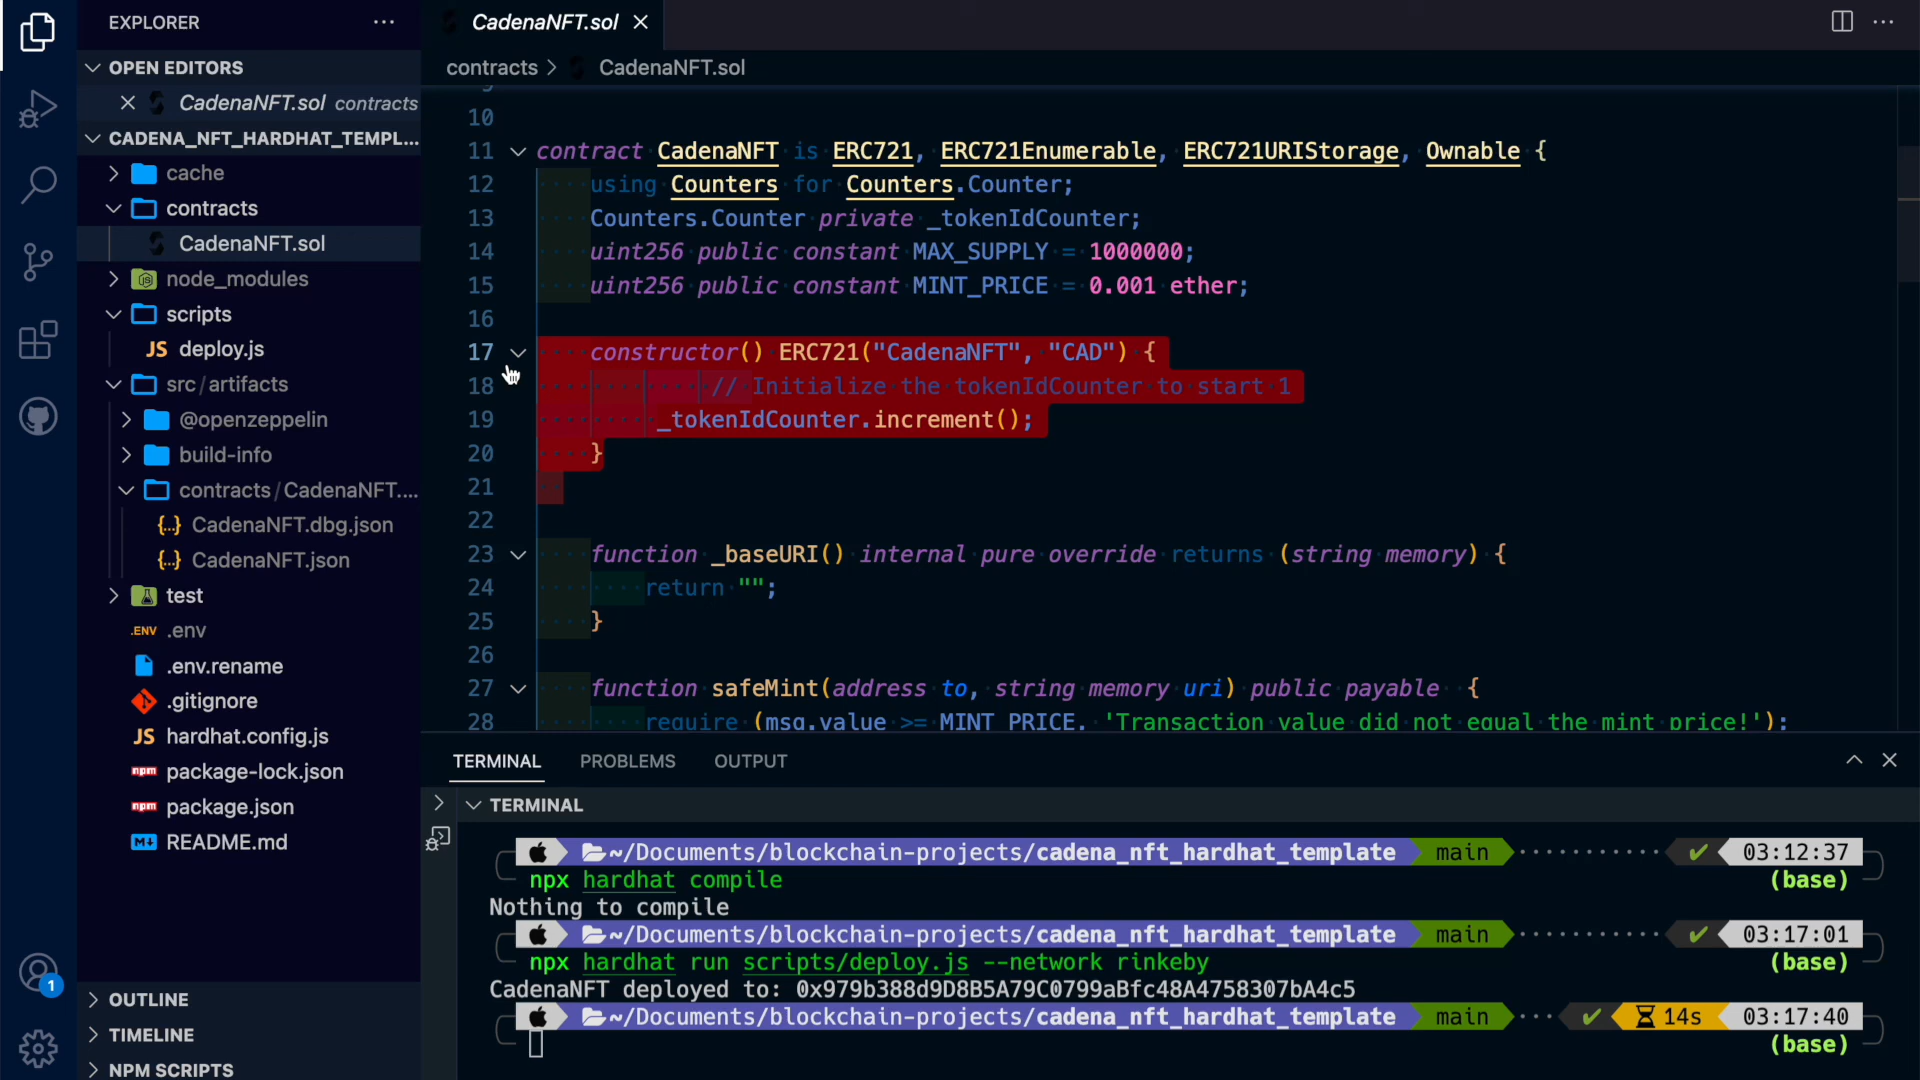 EXPLORER
OPEN EDITORS
CadenaNFT.sol contracts
CADENA_NFT_HARDHAT_TEMPL...
cache
contracts
CadenaNFT.sol
node_modules
scripts
JS deploy.js
src/artifacts
@openzeppelin
build-info
contracts/CadenaNFT....
{..} CadenaNFT.dbg.json
{..} CadenaNFT.json
test
.ENV .env
.env.rename
.gitignore
JS hardhat.config.js
npm package-lock.json
npm package.json
M↓ README.md
1
OUTLINE
TIMELINE
NPM SCRIPTS
CadenaNFT.sol
contracts > CadenaNFT.sol
10
11 contract CadenaNFT is ERC721, ERC721Enumerable, ERC721URIStorage, Ownable {
12 using Counters for Counters.Counter;
13 Counters.Counter private _tokenIdCounter;
14 uint256 public constant MAX_SUPPLY = 1000000;
15 uint256 public constant MINT_PRICE = 0.001 ether;
16
17 constructor() ERC721("CadenaNFT", "CAD") {
18 // Initialize the tokenIdCounter to start 1
19 _tokenIdCounter.increment();
20 }
21
22
23 function _baseURI() internal pure override returns (string memory) {
24 return "";
25 }
26
27 function safeMint(address to, string memory uri) public payable {
28 require (msg.value >= MINT_PRICE, 'Transaction value did not equal the mint price!');
TERMINAL PROBLEMS OUTPUT
TERMINAL
~/Documents/blockchain-projects/cadena_nft_hardhat_template main ✔ 03:12:37
npx hardhat compile (base)
Nothing to compile
~/Documents/blockchain-projects/cadena_nft_hardhat_template main ✔ 03:17:01
npx hardhat run scripts/deploy.js --network rinkeby (base)
CadenaNFT deployed to: 0x979b388d9D8B5A79C0799aBfc48A4758307bA4c5
~/Documents/blockchain-projects/cadena_nft_hardhat_template main ✔ 14s 03:17:40
(base)